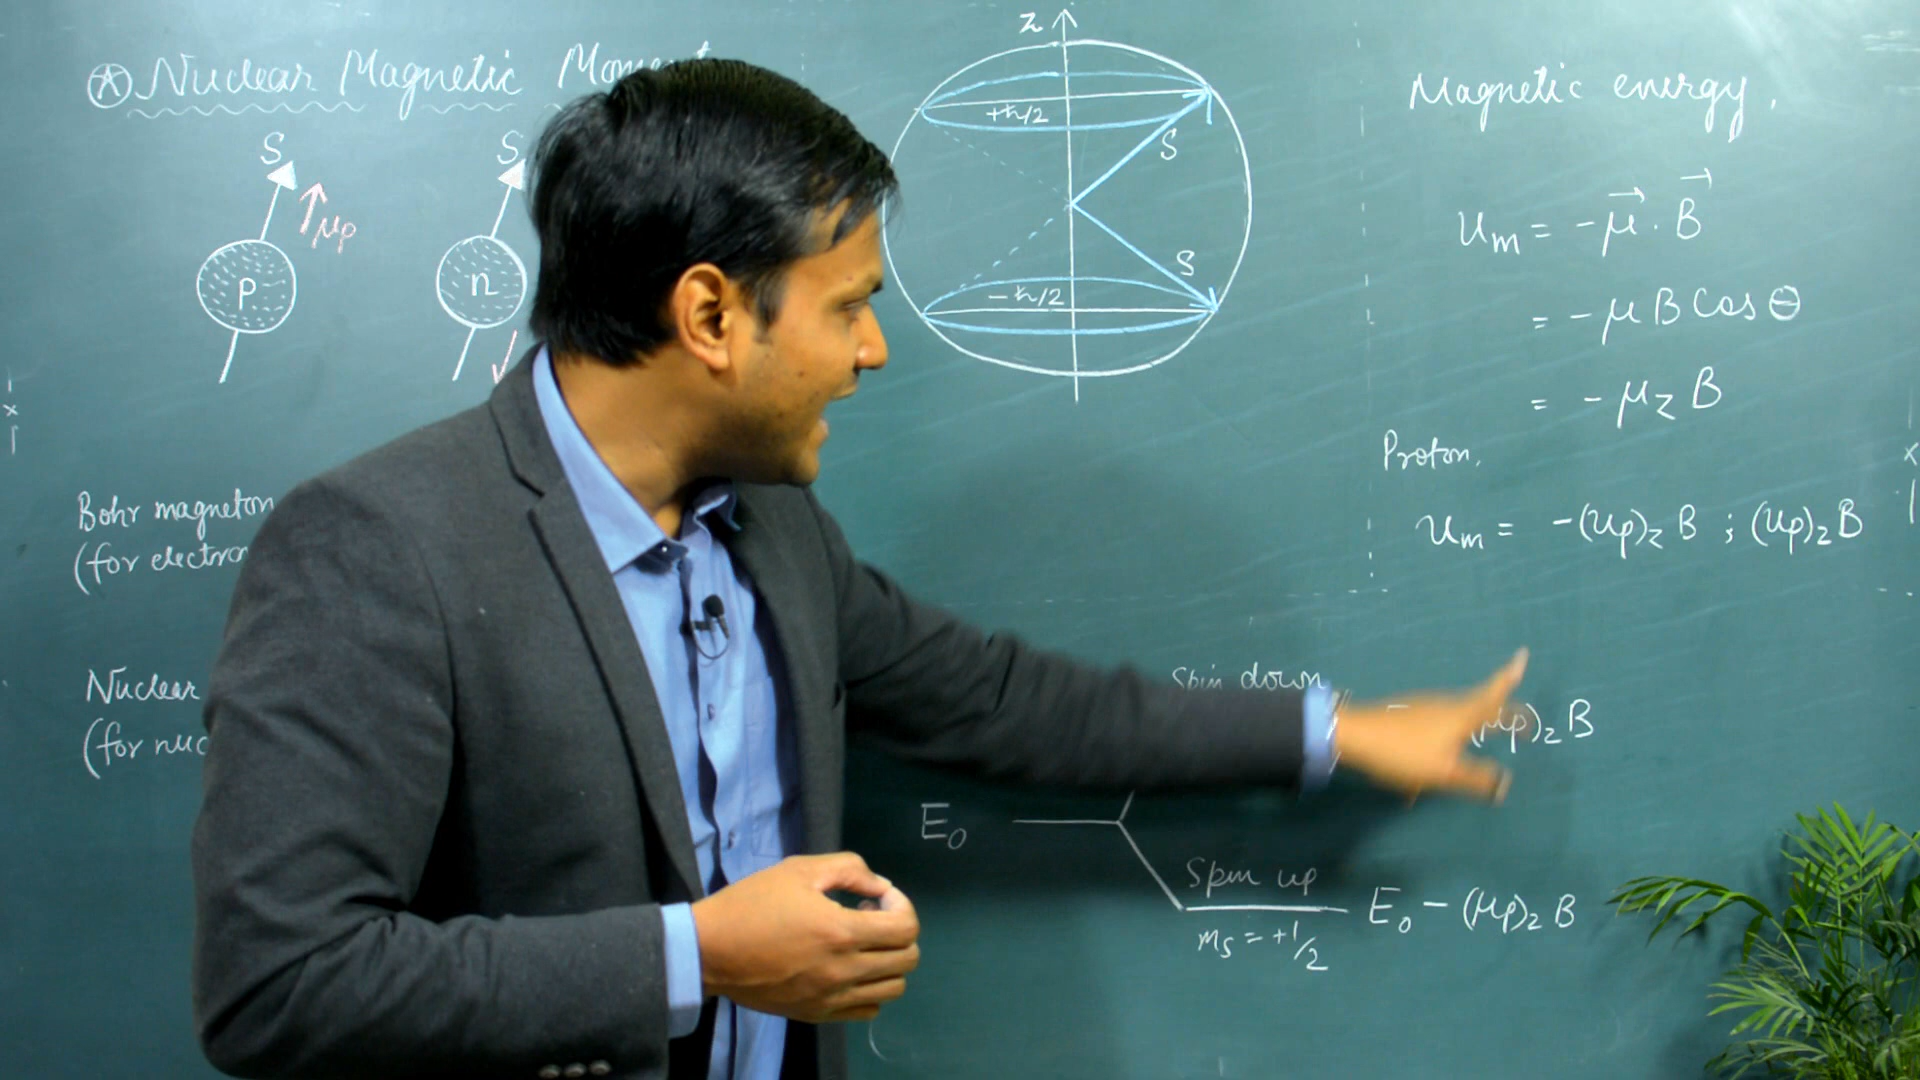 Ⓐ Nuclear Magnetic Moment
S
μp
p
S
n
Bohr magneton
(for electron
Nuclear
(for nuc
z
+ħ/2
S
S
-ħ/2
Magnetic energy,
Um = -μ⃗ · B⃗
= -μ B Cos θ
= -μz B
Proton,
Um = -(μp)z B ; (μp)z B
Spin down
(μp)z B
E₀
Spin up
ms = +1/2
E₀ - (μp)z B